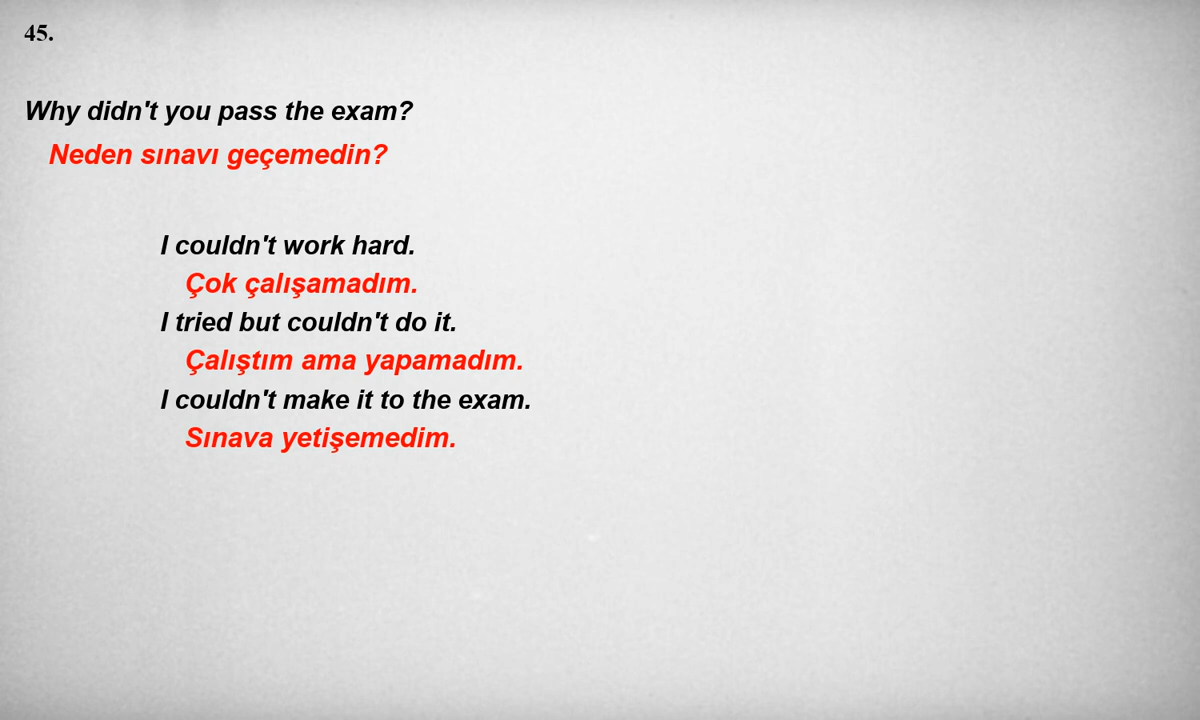 45.
Why didn't you pass the exam?
Neden sınavı geçemedin?
I couldn't work hard.
Çok çalışamadım.
I tried but couldn't do it.
Çalıştım ama yapamadım.
I couldn't make it to the exam.
Sınava yetişemedim.